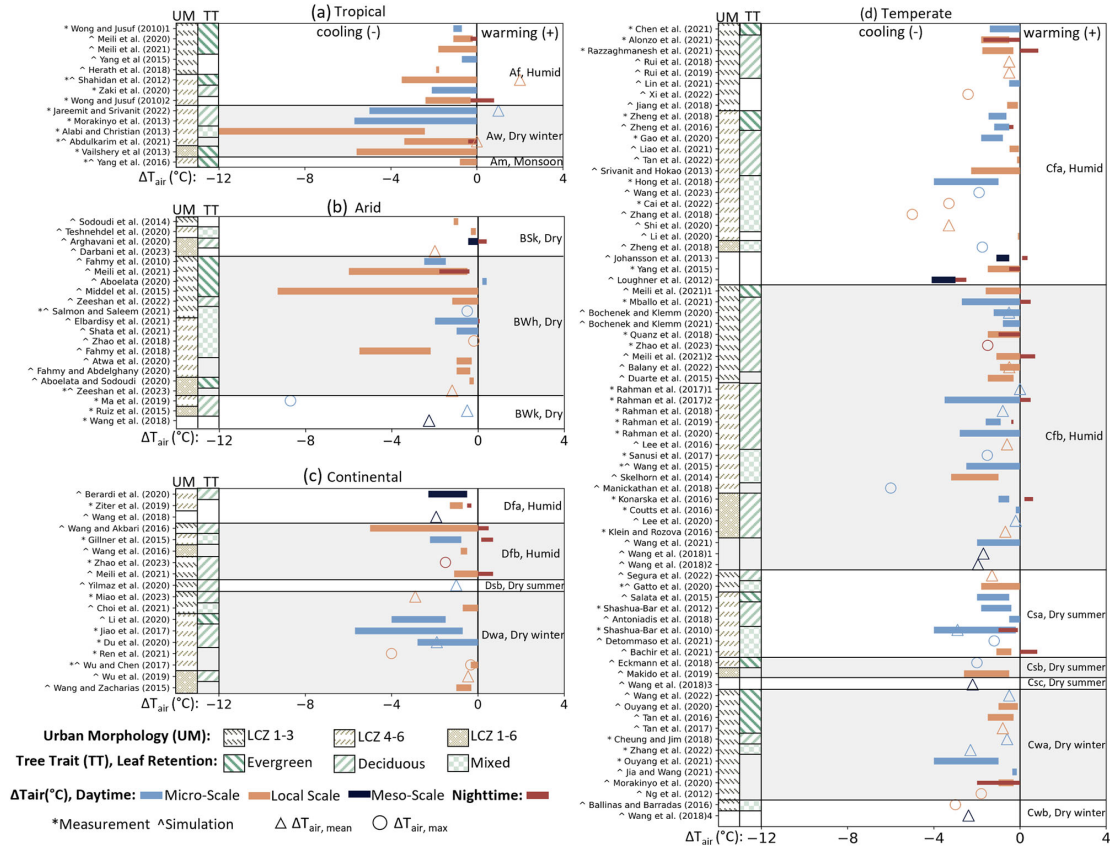 (a) Tropical
UM TT
cooling (-) warming (+)
* Wong and Jusuf (2010)1
^ Meili et al. (2020)
^ Meili et al. (2021)
^ Yang et al (2015)
^ Herath et al. (2018)
*^ Shahidan et al. (2012)
* Zaki et al. (2020)
* Wong and Jusuf (2010)2
Af, Humid
* Jareemit and Srivanit (2022)
* Morakinyo et al. (2013)
* Alabi and Christian (2013)
*^ Abdulkarim et al. (2021)
* Vailshery et al. (2013)
Aw, Dry winter
*^ Yang et al. (2016)
Am, Monsoon
ΔTair (°C): −12 −8 −4 0 4
(b) Arid
UM TT
^ Sodoudi et al. (2014)
^ Teshnehdel et al. (2020)
^ Arghavani et al. (2020)
^ Darbani et al. (2023)
BSk, Dry
^ Fahmy et al. (2010)
^ Meili et al. (2021)
^ Aboelata (2020)
^ Middel et al. (2015)
^ Zeeshan et al. (2022)
*^ Salmon and Saleem (2021)
^ Elbardisy et al. (2021)
^ Shata et al. (2021)
^ Zhao et al. (2018)
^ Fahmy et al. (2018)
^ Atwa et al. (2020)
^ Fahmy and Abdelghany (2020)
^ Aboelata and Sodoudi (2020)
*^ Zeeshan et al. (2023)
BWh, Dry
* Ma et al. (2019)
* Ruiz et al. (2015)
* Wang et al. (2018)
BWk, Dry
ΔTair (°C): −12 −8 −4 0 4
(c) Continental
UM TT
^ Berardi et al. (2020)
* Ziter et al. (2019)
^ Wang et al. (2018)
Dfa, Humid
^ Wang and Akbari (2016)
* Gillner et al. (2015)
^ Wang et al. (2016)
* Zhao et al. (2023)
^ Meili et al. (2021)
Dfb, Humid
^ Yilmaz et al. (2020)
Dsb, Dry summer
* Miao et al. (2023)
^ Choi et al. (2021)
^ Li et al. (2020)
* Jiao et al. (2017)
* Du et al. (2020)
* Ren et al. (2021)
*^ Wu and Chen (2017)
^ Wu et al. (2019)
^ Wang and Zacharias (2015)
Dwa, Dry winter
ΔTair (°C): −12 −8 −4 0 4
(d) Temperate
UM TT
cooling (-) warming (+)
* Chen et al. (2021)
* Alonzo et al. (2021)
* Razzaghmanesh et al. (2021)
^ Rui et al. (2018)
^ Rui et al. (2019)
^ Lin et al. (2021)
^ Xi et al. (2022)
^ Jiang et al. (2018)
* Zheng et al. (2018)
^ Zheng et al. (2016)
* Gao et al. (2020)
^ Liao et al. (2021)
^ Tan et al. (2022)
^ Srivanit and Hokao (2013)
* Hong et al. (2018)
^ Wang et al. (2023)
* Cai et al. (2022)
^ Zhang et al. (2018)
^ Shi et al. (2020)
^ Li et al. (2020)
^ Zheng et al. (2018)
^ Johansson et al. (2013)
* Yang et al. (2015)
^ Loughner et al. (2012)
Cfa, Humid
^ Meili et al. (2021)1
* Mballo et al. (2021)
^ Bochenek and Klemm (2020)
^ Bochenek and Klemm (2021)
* Quanz et al. (2018)
* Zhao et al. (2023)
^ Meili et al. (2021)2
^ Balany et al. (2022)
^ Duarte et al. (2015)
* Rahman et al. (2017)1
* Rahman et al. (2017)2
* Rahman et al. (2018)
* Rahman et al. (2019)
* Rahman et al. (2020)
^ Lee et al. (2016)
* Sanusi et al. (2017)
*^ Wang et al. (2015)
^ Skelhorn et al. (2014)
^ Manickathan et al. (2018)
* Konarska et al. (2016)
* Coutts et al. (2016)
^ Lee et al. (2020)
* Klein and Rozova (2016)
^ Wang et al. (2021)
^ Wang et al. (2018)1
^ Wang et al. (2018)2
Cfb, Humid
^ Segura et al. (2022)
*^ Gatto et al. (2020)
^ Salata et al. (2015)
* Shashua-Bar et al. (2012)
^ Antoniadis et al. (2018)
* Shashua-Bar et al. (2010)
^ Detommaso et al. (2021)
^ Bachir et al. (2021)
Csa, Dry summer
^ Eckmann et al. (2018)
^ Makido et al. (2019)
Csb, Dry summer
^ Wang et al. (2018)3
Csc, Dry summer
^ Wang et al. (2022)
^ Ouyang et al. (2020)
^ Tan et al. (2016)
^ Tan et al. (2017)
* Cheung and Jim (2018)
* Zhang et al. (2022)
* Ouyang et al. (2021)
^ Jia and Wang (2021)
^ Morakinyo et al. (2020)
^ Ng et al. (2012)
Cwa, Dry winter
^ Ballinas and Barradas (2016)
^ Wang et al. (2018)4
Cwb, Dry winter
ΔTair (°C): −12 −8 −4 0 4
Urban Morphology (UM): LCZ 1-3 LCZ 4-6 LCZ 1-6
Tree Trait (TT), Leaf Retention: Evergreen Deciduous Mixed
ΔTair(°C), Daytime: Micro-Scale Local Scale Meso-Scale Nighttime:
*Measurement ^Simulation ΔTair, mean ΔTair, max